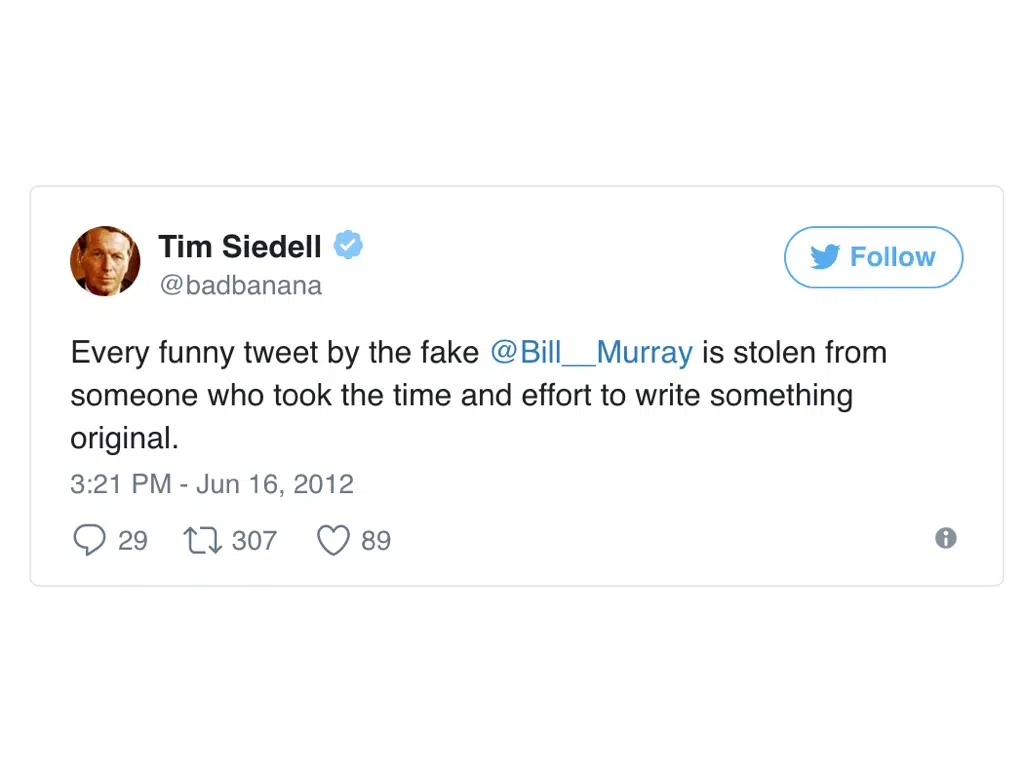 Tim Siedell
@badbanana
Follow
Every funny tweet by the fake @Bill__Murray is stolen from
someone who took the time and effort to write something
original.
3:21 PM - Jun 16, 2012
29 307 89